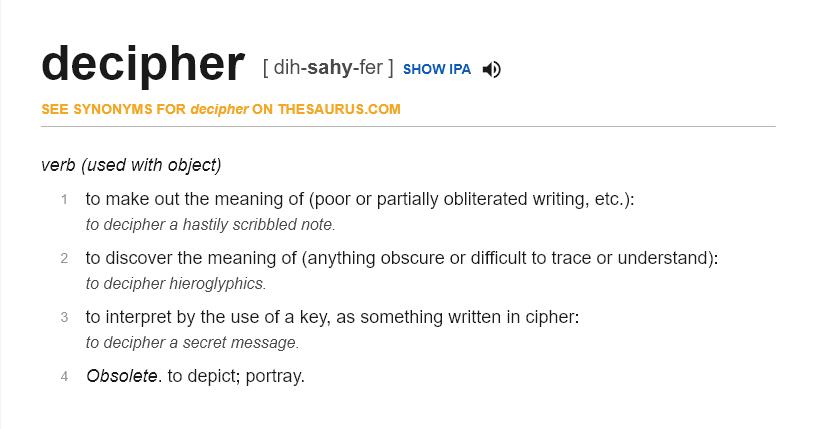 decipher [ dih-sahy-fer ] SHOW IPA
SEE SYNONYMS FOR decipher ON THESAURUS.COM
verb (used with object)
1 to make out the meaning of (poor or partially obliterated writing, etc.):
to decipher a hastily scribbled note.
2 to discover the meaning of (anything obscure or difficult to trace or understand):
to decipher hieroglyphics.
3 to interpret by the use of a key, as something written in cipher:
to decipher a secret message.
4 Obsolete. to depict; portray.